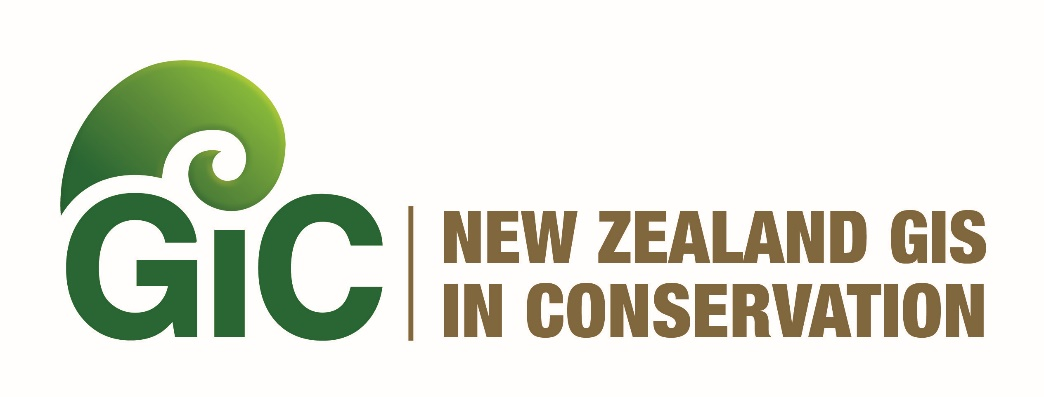 GiC
NEW ZEALAND GIS
IN CONSERVATION